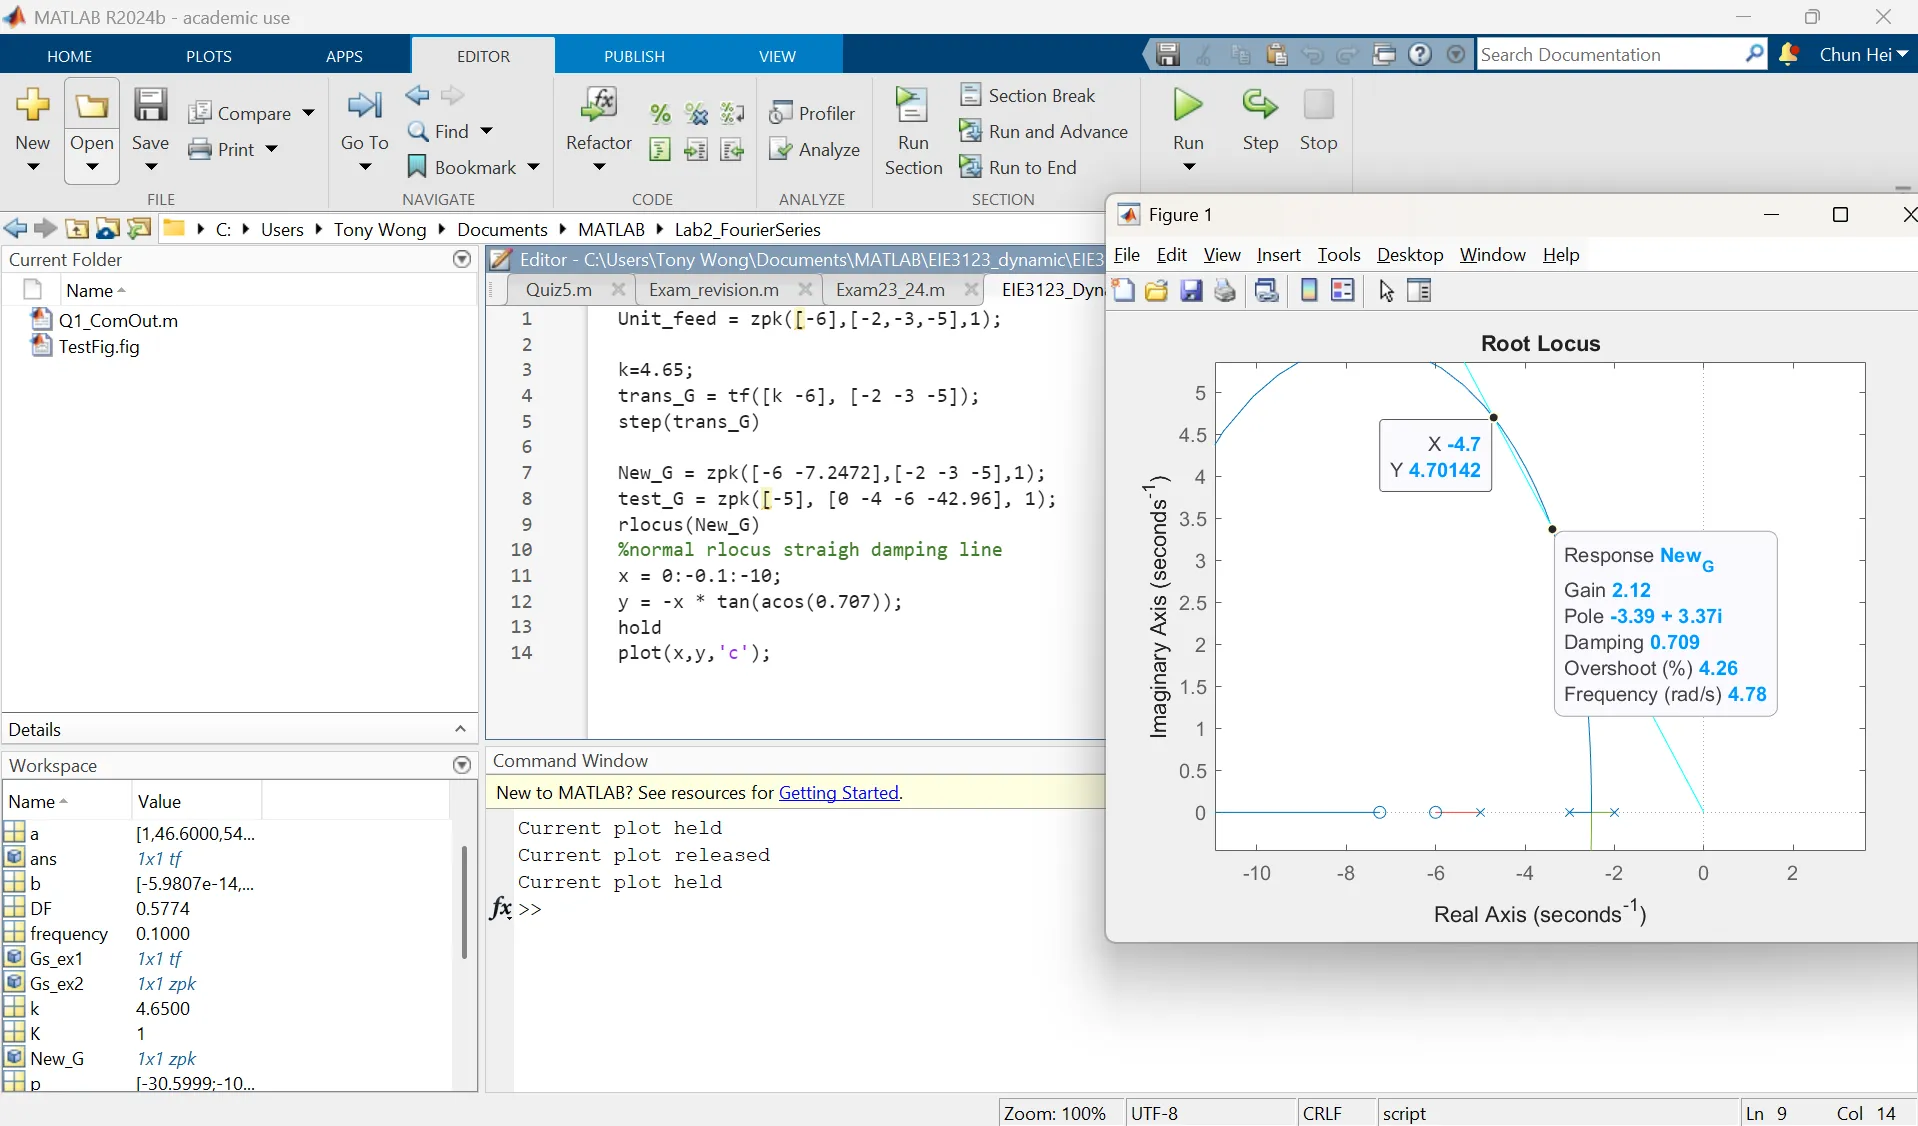 MATLAB R2024b - academic use
HOME PLOTS APPS EDITOR PUBLISH VIEW
Search Documentation
Chun Hei
New Open Save
Compare
Print
FILE
Go To
Find
Bookmark
NAVIGATE
Refactor
CODE
Profiler
Analyze
ANALYZE
Run Section
Section Break
Run and Advance
Run to End
SECTION
Run Step Stop
C: Users Tony Wong Documents MATLAB Lab2_FourierSeries
Current Folder
Name
Q1_ComOut.m
TestFig.fig
Details
Workspace
Name Value
a [1,46.6000,54...
ans 1x1 tf
b [-5.9807e-14,...
DF 0.5774
frequency 0.1000
Gs_ex1 1x1 tf
Gs_ex2 1x1 zpk
k 4.6500
K 1
New_G 1x1 zpk
p [-30.5999;-10...
Editor - C:\Users\Tony Wong\Documents\MATLAB\EIE3123_dynamic\EIE3
Quiz5.m Exam_revision.m Exam23_24.m EIE3123_Dyn
1 Unit_feed = zpk([-6],[-2,-3,-5],1);
2
3 k=4.65;
4 trans_G = tf([k -6], [-2 -3 -5]);
5 step(trans_G)
6
7 New_G = zpk([-6 -7.2472],[-2 -3 -5],1);
8 test_G = zpk([-5], [0 -4 -6 -42.96], 1);
9 rlocus(New_G)
10 %normal rlocus straigh damping line
11 x = 0:-0.1:-10;
12 y = -x * tan(acos(0.707));
13 hold
14 plot(x,y,'c');
Command Window
New to MATLAB? See resources for Getting Started.
Current plot held
Current plot released
Current plot held
fx >>
Figure 1
File Edit View Insert Tools Desktop Window Help
Root Locus
Imaginary Axis (seconds-1)
5
4.5
4
3.5
3
2.5
2
1.5
1
0.5
0
X -4.7
Y 4.70142
Response New_G
Gain 2.12
Pole -3.39 + 3.37i
Damping 0.709
Overshoot (%) 4.26
Frequency (rad/s) 4.78
-10 -8 -6 -4 -2 0 2
Real Axis (seconds-1)
Zoom: 100% UTF-8 CRLF script Ln 9 Col 14